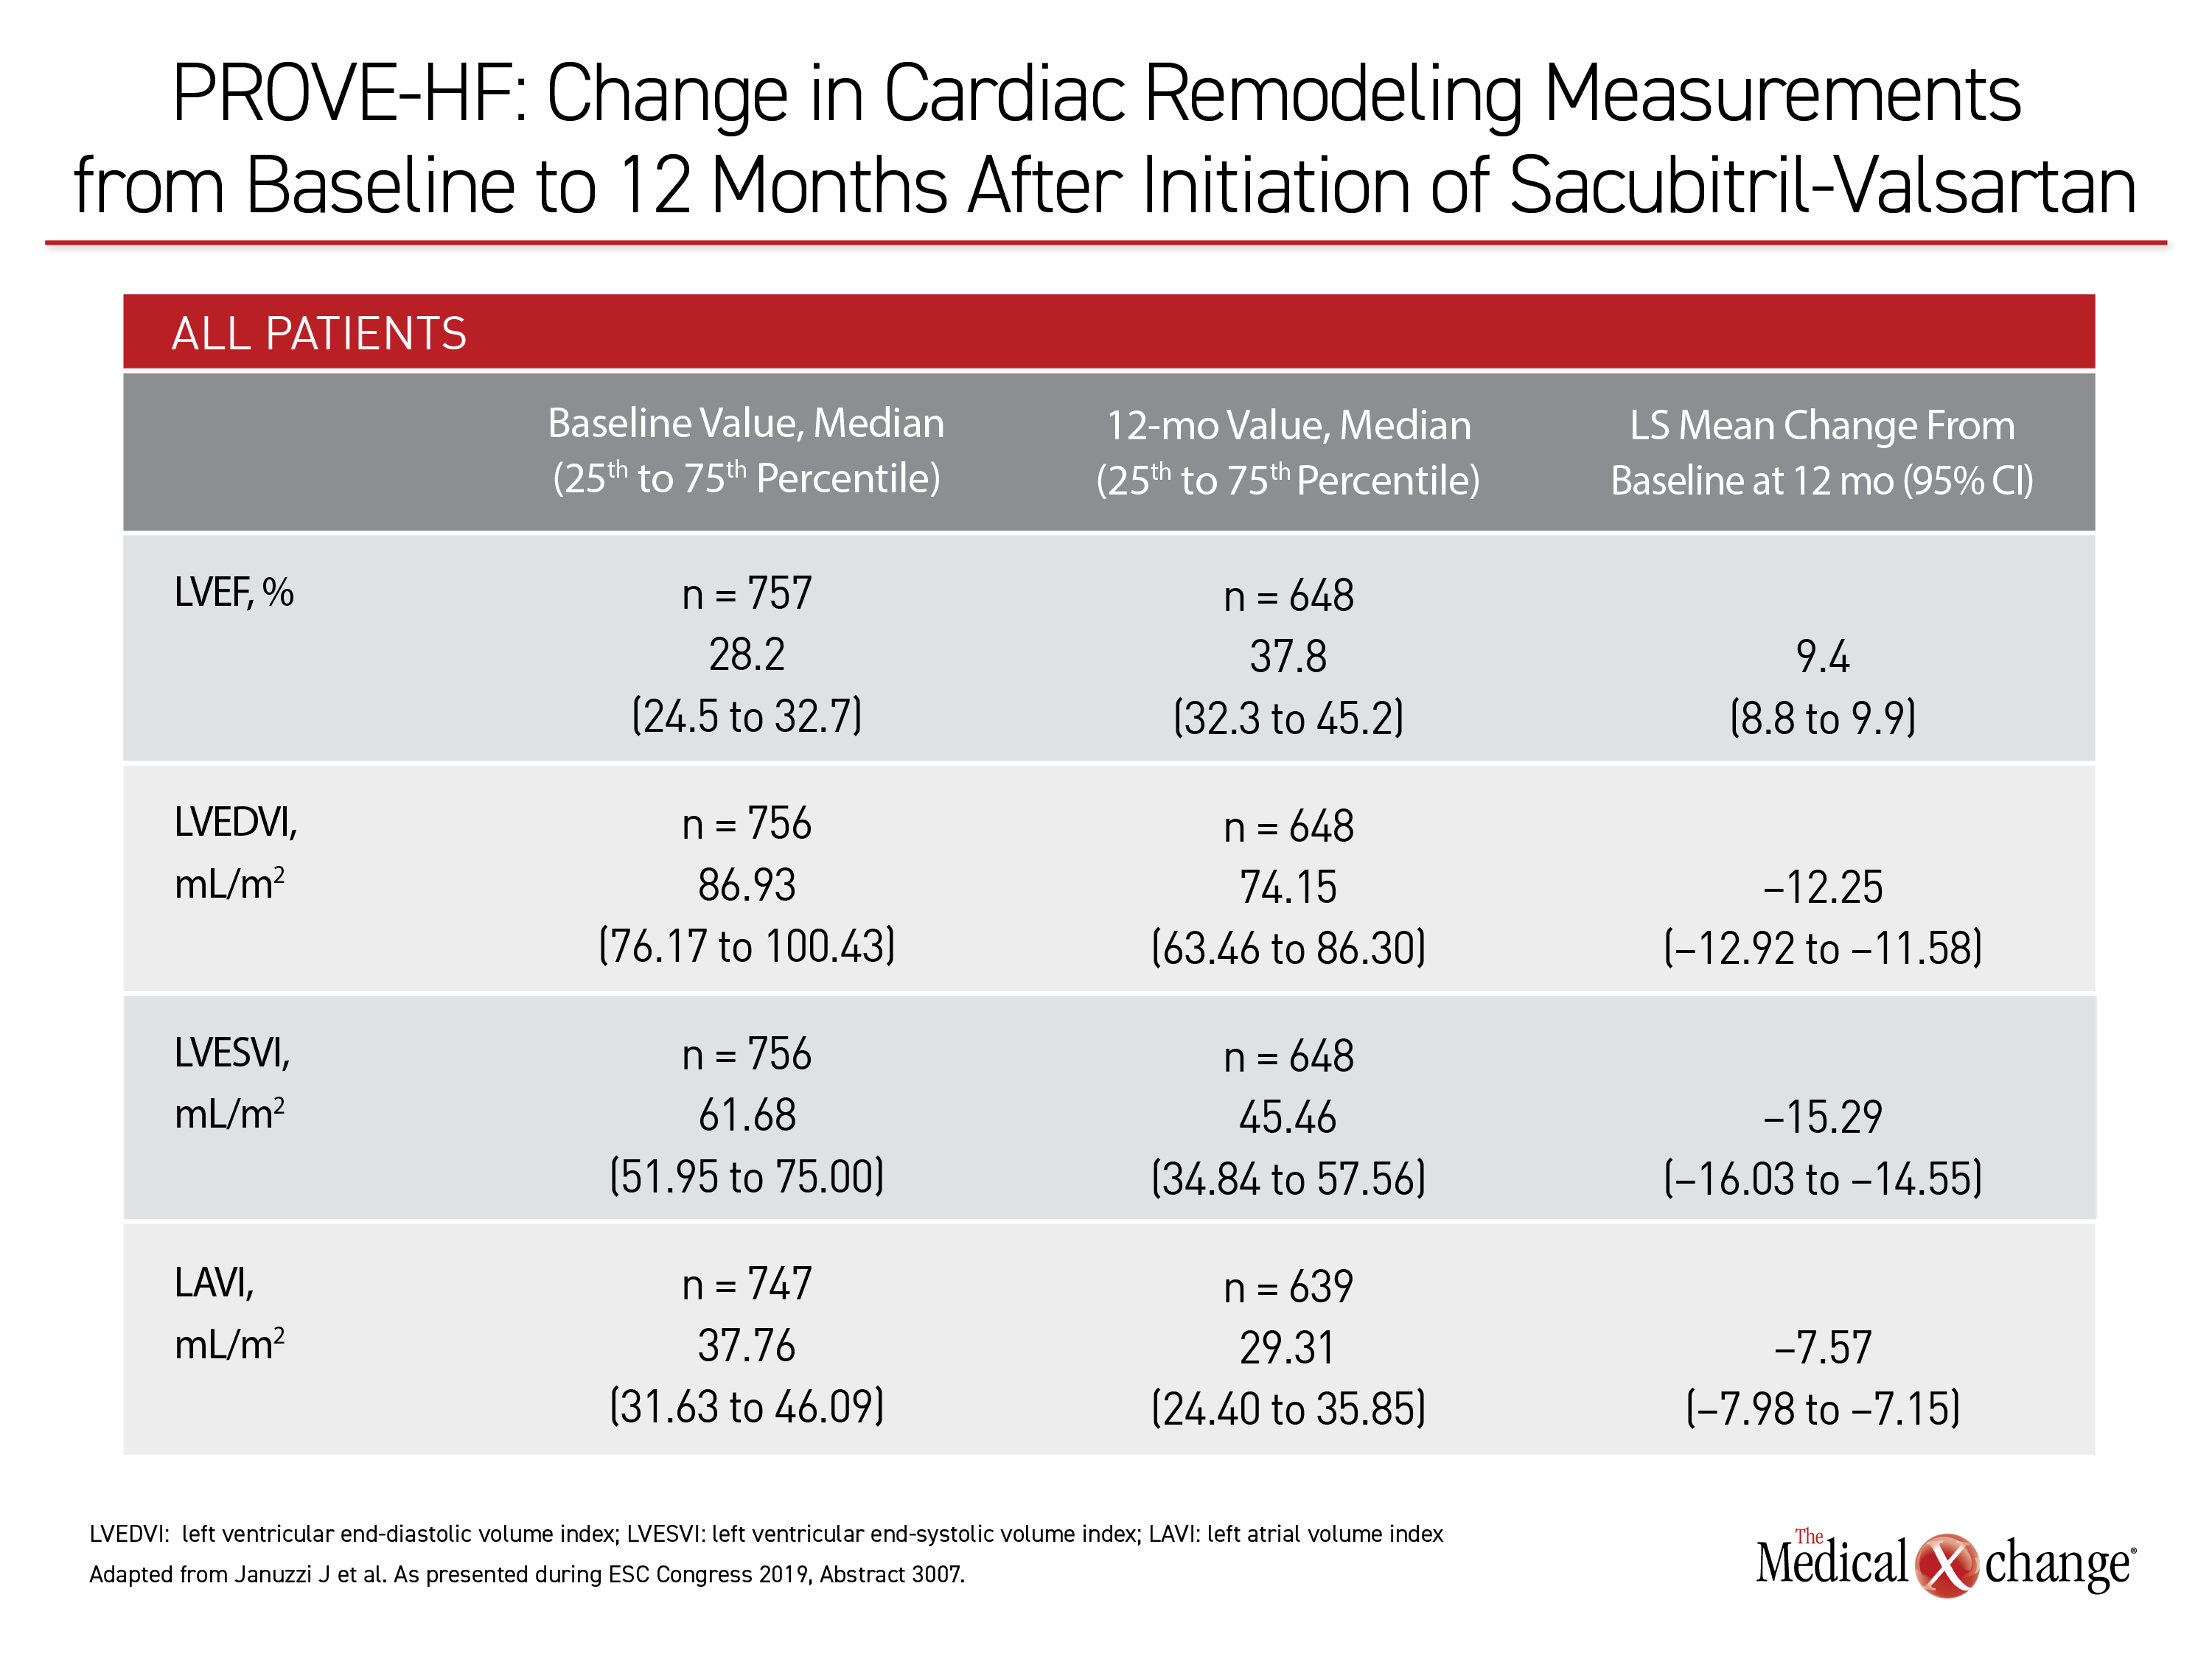 PROVE-HF: Change in Cardiac Remodeling Measurements
from Baseline to 12 Months After Initiation of Sacubitril-Valsartan
ALL PATIENTS
Baseline Value, Median
(25th to 75th Percentile)
12-mo Value, Median
(25th to 75th Percentile)
LS Mean Change From
Baseline at 12 mo (95% CI)
LVEF, %
n = 757
28.2
(24.5 to 32.7)
n = 648
37.8
(32.3 to 45.2)
9.4
(8.8 to 9.9)
LVEDVI,
mL/m²
n = 756
86.93
(76.17 to 100.43)
n = 648
74.15
(63.46 to 86.30)
–12.25
(–12.92 to –11.58)
LVESVI,
mL/m²
n = 756
61.68
(51.95 to 75.00)
n = 648
45.46
(34.84 to 57.56)
–15.29
(–16.03 to –14.55)
LAVI,
mL/m²
n = 747
37.76
(31.63 to 46.09)
n = 639
29.31
(24.40 to 35.85)
–7.57
(–7.98 to –7.15)
LVEDVI: left ventricular end-diastolic volume index; LVESVI: left ventricular end-systolic volume index; LAVI: left atrial volume index
Adapted from Januzzi J et al. As presented during ESC Congress 2019, Abstract 3007.
The
Medical X change®